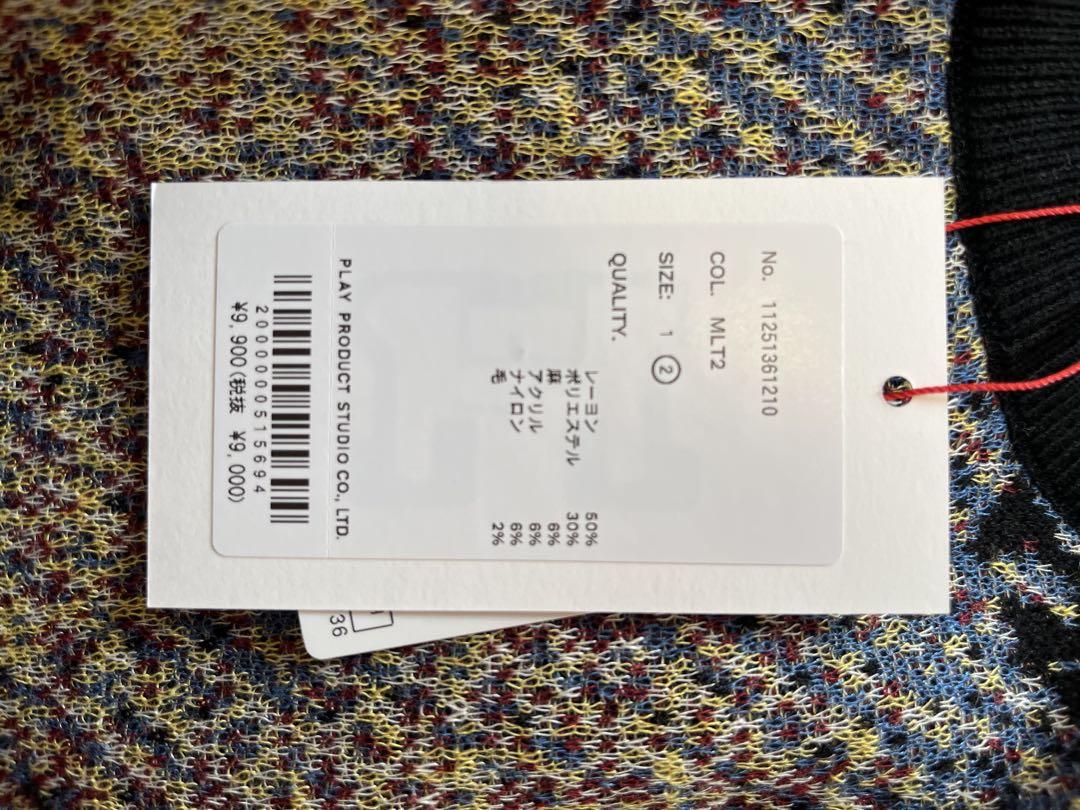 No. 11251361210
COL. MLT2
SIZE: 1 ②
QUALITY.
レーヨン 50%
ポリエステル 30%
麻 6%
アクリル 6%
ナイロン 6%
毛 2%
PLAY PRODUCT STUDIO CO., LTD.
2000000515694
¥9,900(税抜 ¥9,000)
36